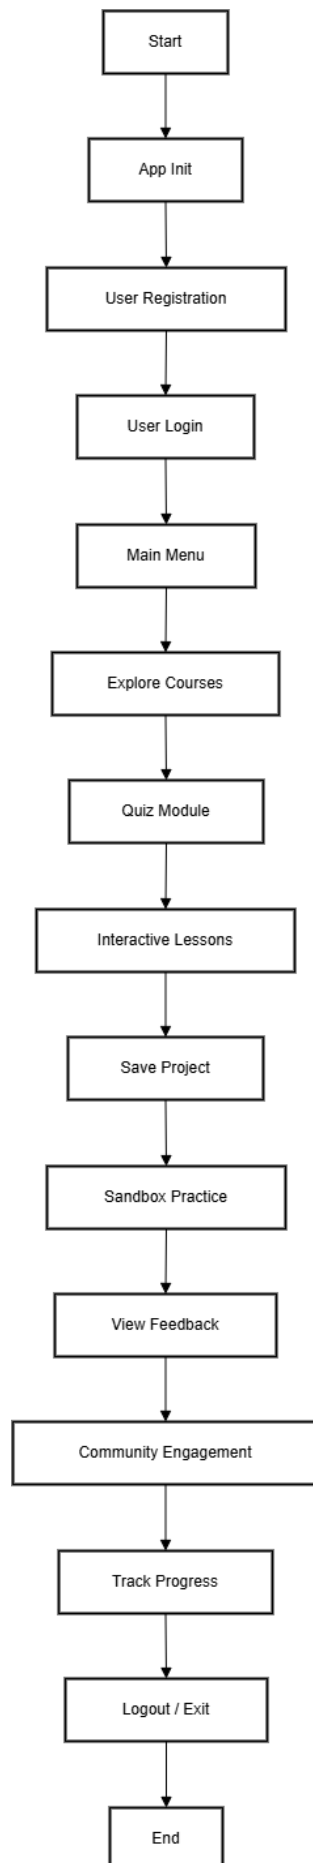 Start
App Init
User Registration
User Login
Main Menu
Explore Courses
Quiz Module
Interactive Lessons
Save Project
Sandbox Practice
View Feedback
Community Engagement
Track Progress
Logout / Exit
End